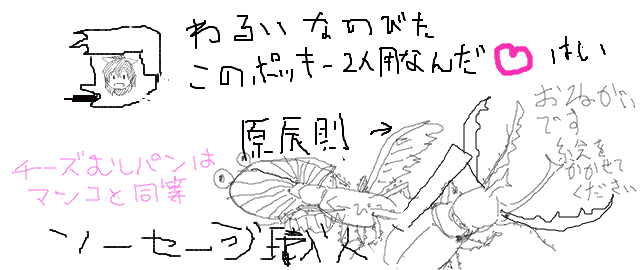 わるいなのびた
このポッキー2人用なんだ
はい
原辰則
おねがい
です
絵を
かかせて
ください
チーズむしパンは
マンコと同等
ソーセージ